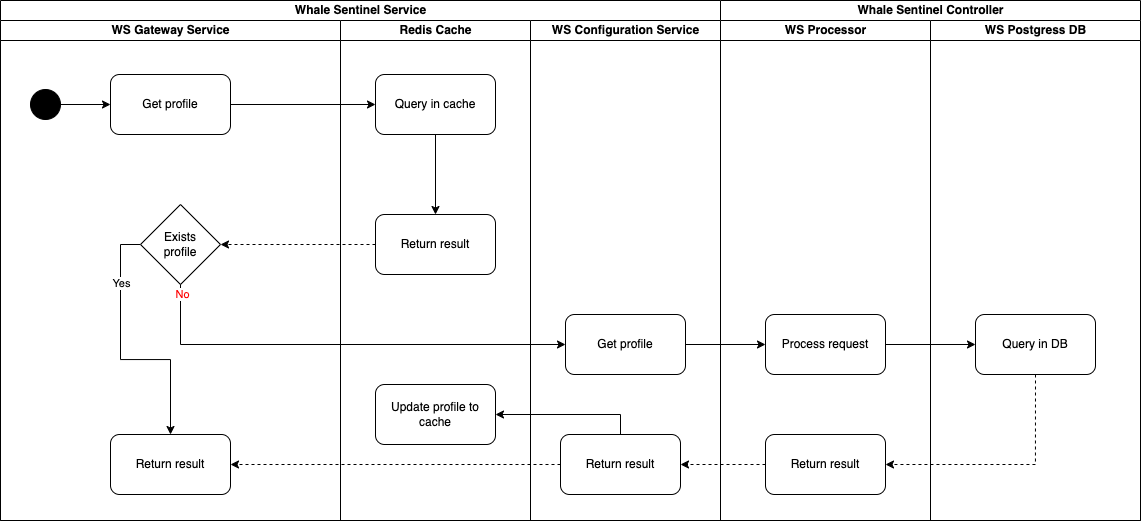 Whale Sentinel Service
Whale Sentinel Controller
WS Gateway Service
Redis Cache
WS Configuration Service
WS Processor
WS Postgress DB
Get profile
Query in cache
Exists
profile
Return result
Yes
No
Get profile
Process request
Query in DB
Update profile to
cache
Return result
Return result
Return result